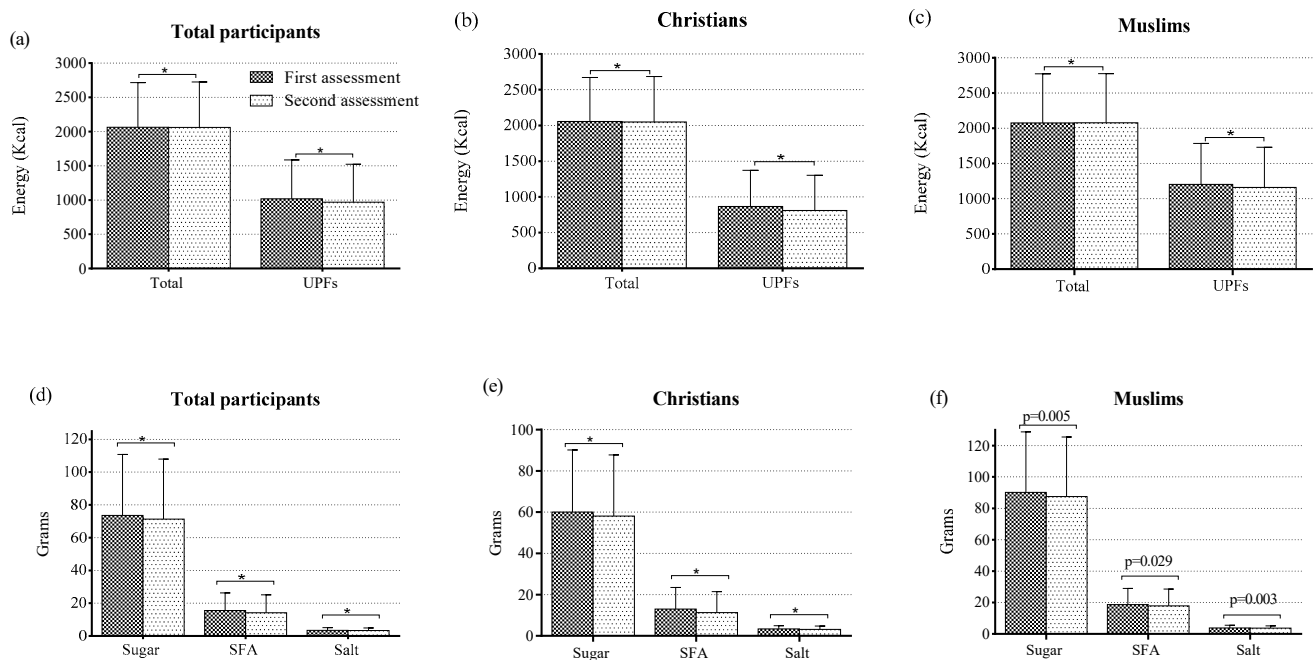 (a)
Total participants
3000
2500
2000
1500
1000
500
0
Energy (Kcal)
*
*
First assessment
Second assessment
Total
UPFs
(b)
Christians
3000
2500
2000
1500
1000
500
0
Energy (Kcal)
*
*
Total
UPFs
(c)
Muslims
3000
2500
2000
1500
1000
500
0
Energy (Kcal)
*
*
Total
UPFs
(d)
Total participants
120
100
80
60
40
20
0
Grams
*
*
*
Sugar
SFA
Salt
(e)
Christians
100
80
60
40
20
0
Grams
*
*
*
Sugar
SFA
Salt
(f)
Muslims
120
100
80
60
40
20
0
Grams
p=0.005
p=0.029
p=0.003
Sugar
SFA
Salt